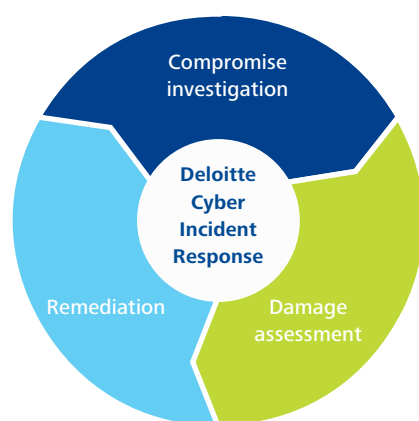 Compromise
investigation
Deloitte
Cyber
Incident
Response
Remediation
Damage
assessment